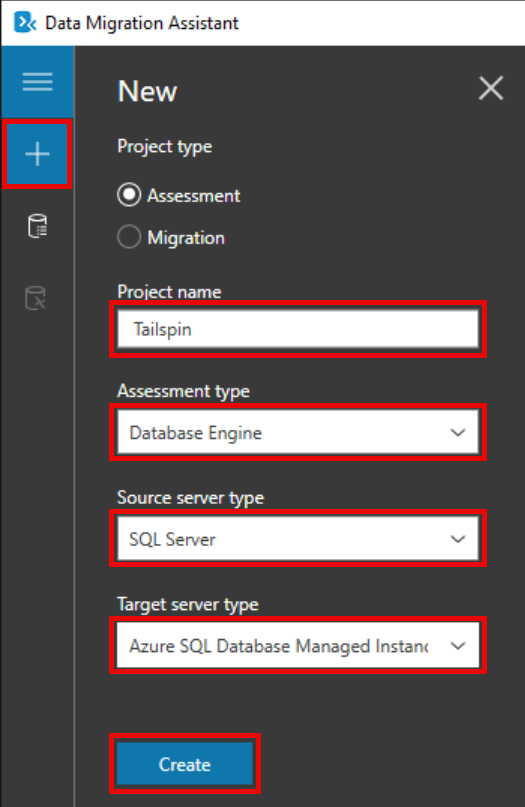 Data Migration Assistant
New
Project type
Assessment
Migration
Project name
Tailspin
Assessment type
Database Engine
Source server type
SQL Server
Target server type
Azure SQL Database Managed Instanc
Create